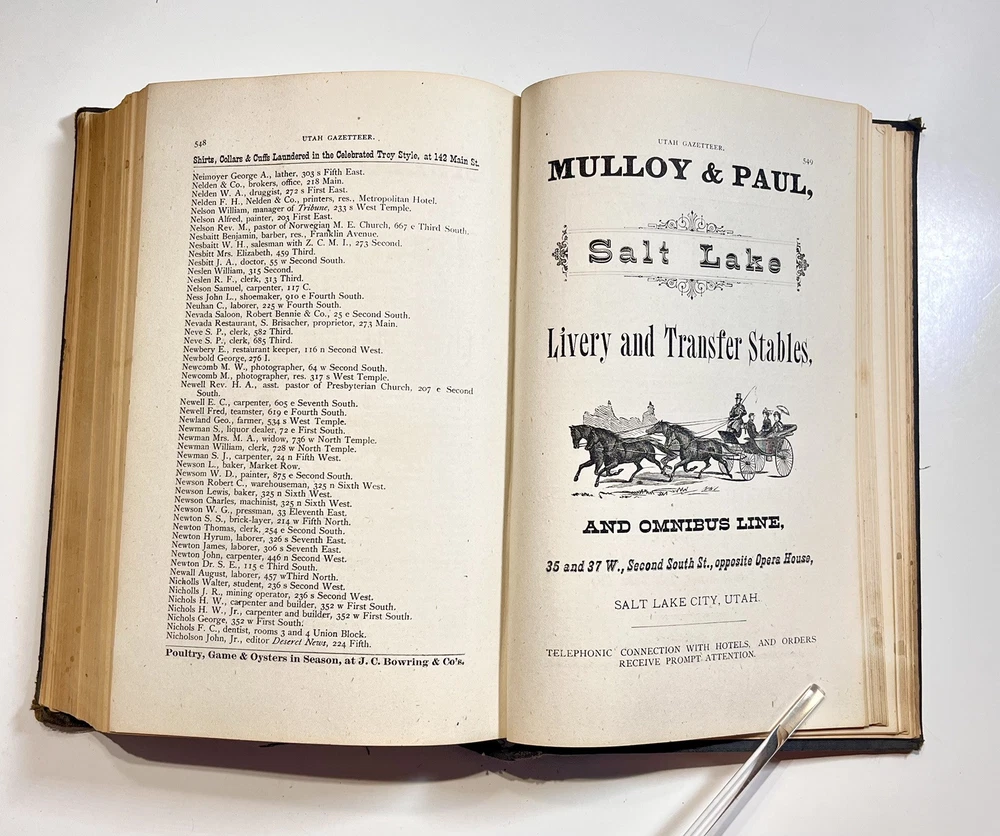 548
UTAH GAZETTEER.
Shirts, Collars & Cuffs Laundered in the Celebrated Troy Style, at 142 Main St.
Neimoyer George A., lather, 303 s Fifth East.
Nelden & Co., brokers, office, 218 Main.
Nelden W. A., druggist, 272 s First East.
Nelden F. H., Nelden & Co., printers, res., Metropolitan Hotel.
Nelson William, manager of Tribune, 233 s West Temple.
Nelson Alfred, painter, 203 First East.
Nelson Rev. M., pastor of Norwegian M. E. Church, 667 e Third South.
Nesbaitt Benjamin, barber, res., Franklin Avenue.
Nesbaitt W. H., salesman with Z. C. M. I., 273 Second.
Nesbitt Mrs. Elizabeth, 459 Third.
Nesbitt J. A., doctor, 55 w Second South.
Neslen William, 315 Second.
Neslen R. F., clerk, 313 Third.
Nelson Samuel, carpenter, 117 C.
Ness John L., shoemaker, 910 e Fourth South.
Neuhan C., laborer, 225 w Fourth South.
Nevada Saloon, Robert Bennie & Co., 25 e Second South.
Nevada Restaurant, S. Brisacher, proprietor, 273 Main.
Neve S. P., clerk, 582 Third.
Neve S. P., clerk, 685 Third.
Newbery E., restaurant keeper, 116 n Second West.
Newbold George, 276 I.
Newcomb M. W., photographer, 64 w Second South.
Newcomb M., photographer, res. 317 s West Temple.
Newell Rev. H. A., asst. pastor of Presbyterian Church, 207 e Second
South.
Newell E. C., carpenter, 605 e Seventh South.
Newell Fred, teamster, 619 e Fourth South.
Newland Geo., farmer, 534 s West Temple.
Newman S., liquor dealer, 72 e First South.
Newman Mrs. M. A., widow, 736 w North Temple.
Newman William, clerk, 728 w North Temple.
Newman S. J., carpenter, 24 n Fifth West.
Newson L., baker, Market Row.
Newsom W. D., painter, 875 e Second South.
Newson Robert C., warehouseman, 325 n Sixth West.
Newson Lewis, baker, 325 n Sixth West.
Newson Charles, machinist, 325 n Sixth West.
Newson W. G., pressman, 33 Eleventh East.
Newton S. S., brick-layer, 214 w Fifth North.
Newton Thomas, clerk, 254 e Second South.
Newton Hyrum, laborer, 326 s Seventh East.
Newton James, laborer, 306 s Seventh East.
Newton John, carpenter, 446 n Second West.
Newton Dr. S. E., 115 e Third South.
Newall August, laborer, 457 wThird North.
Nicholls Walter, student, 236 s Second West.
Nicholls J. R., mining operator, 236 s Second West.
Nichols H. W., carpenter and builder, 352 w First South.
Nichols H. W., Jr., carpenter and builder, 352 w First South.
Nichols George, 352 w First South.
Nichols F. C., dentist, rooms 3 and 4 Union Block.
Nicholson John, Jr., editor Deseret News, 224 Fifth.
Poultry, Game & Oysters in Season, at J. C. Bowring & Co's.
UTAH GAZETTEER.
549
MULLOY & PAUL,
Salt Lake
Livery and Transfer Stables,
AND OMNIBUS LINE,
35 and 37 W., Second South St., opposite Opera House,
SALT LAKE CITY, UTAH.
TELEPHONIC CONNECTION WITH HOTELS, AND ORDERS
RECEIVE PROMPT ATTENTION.